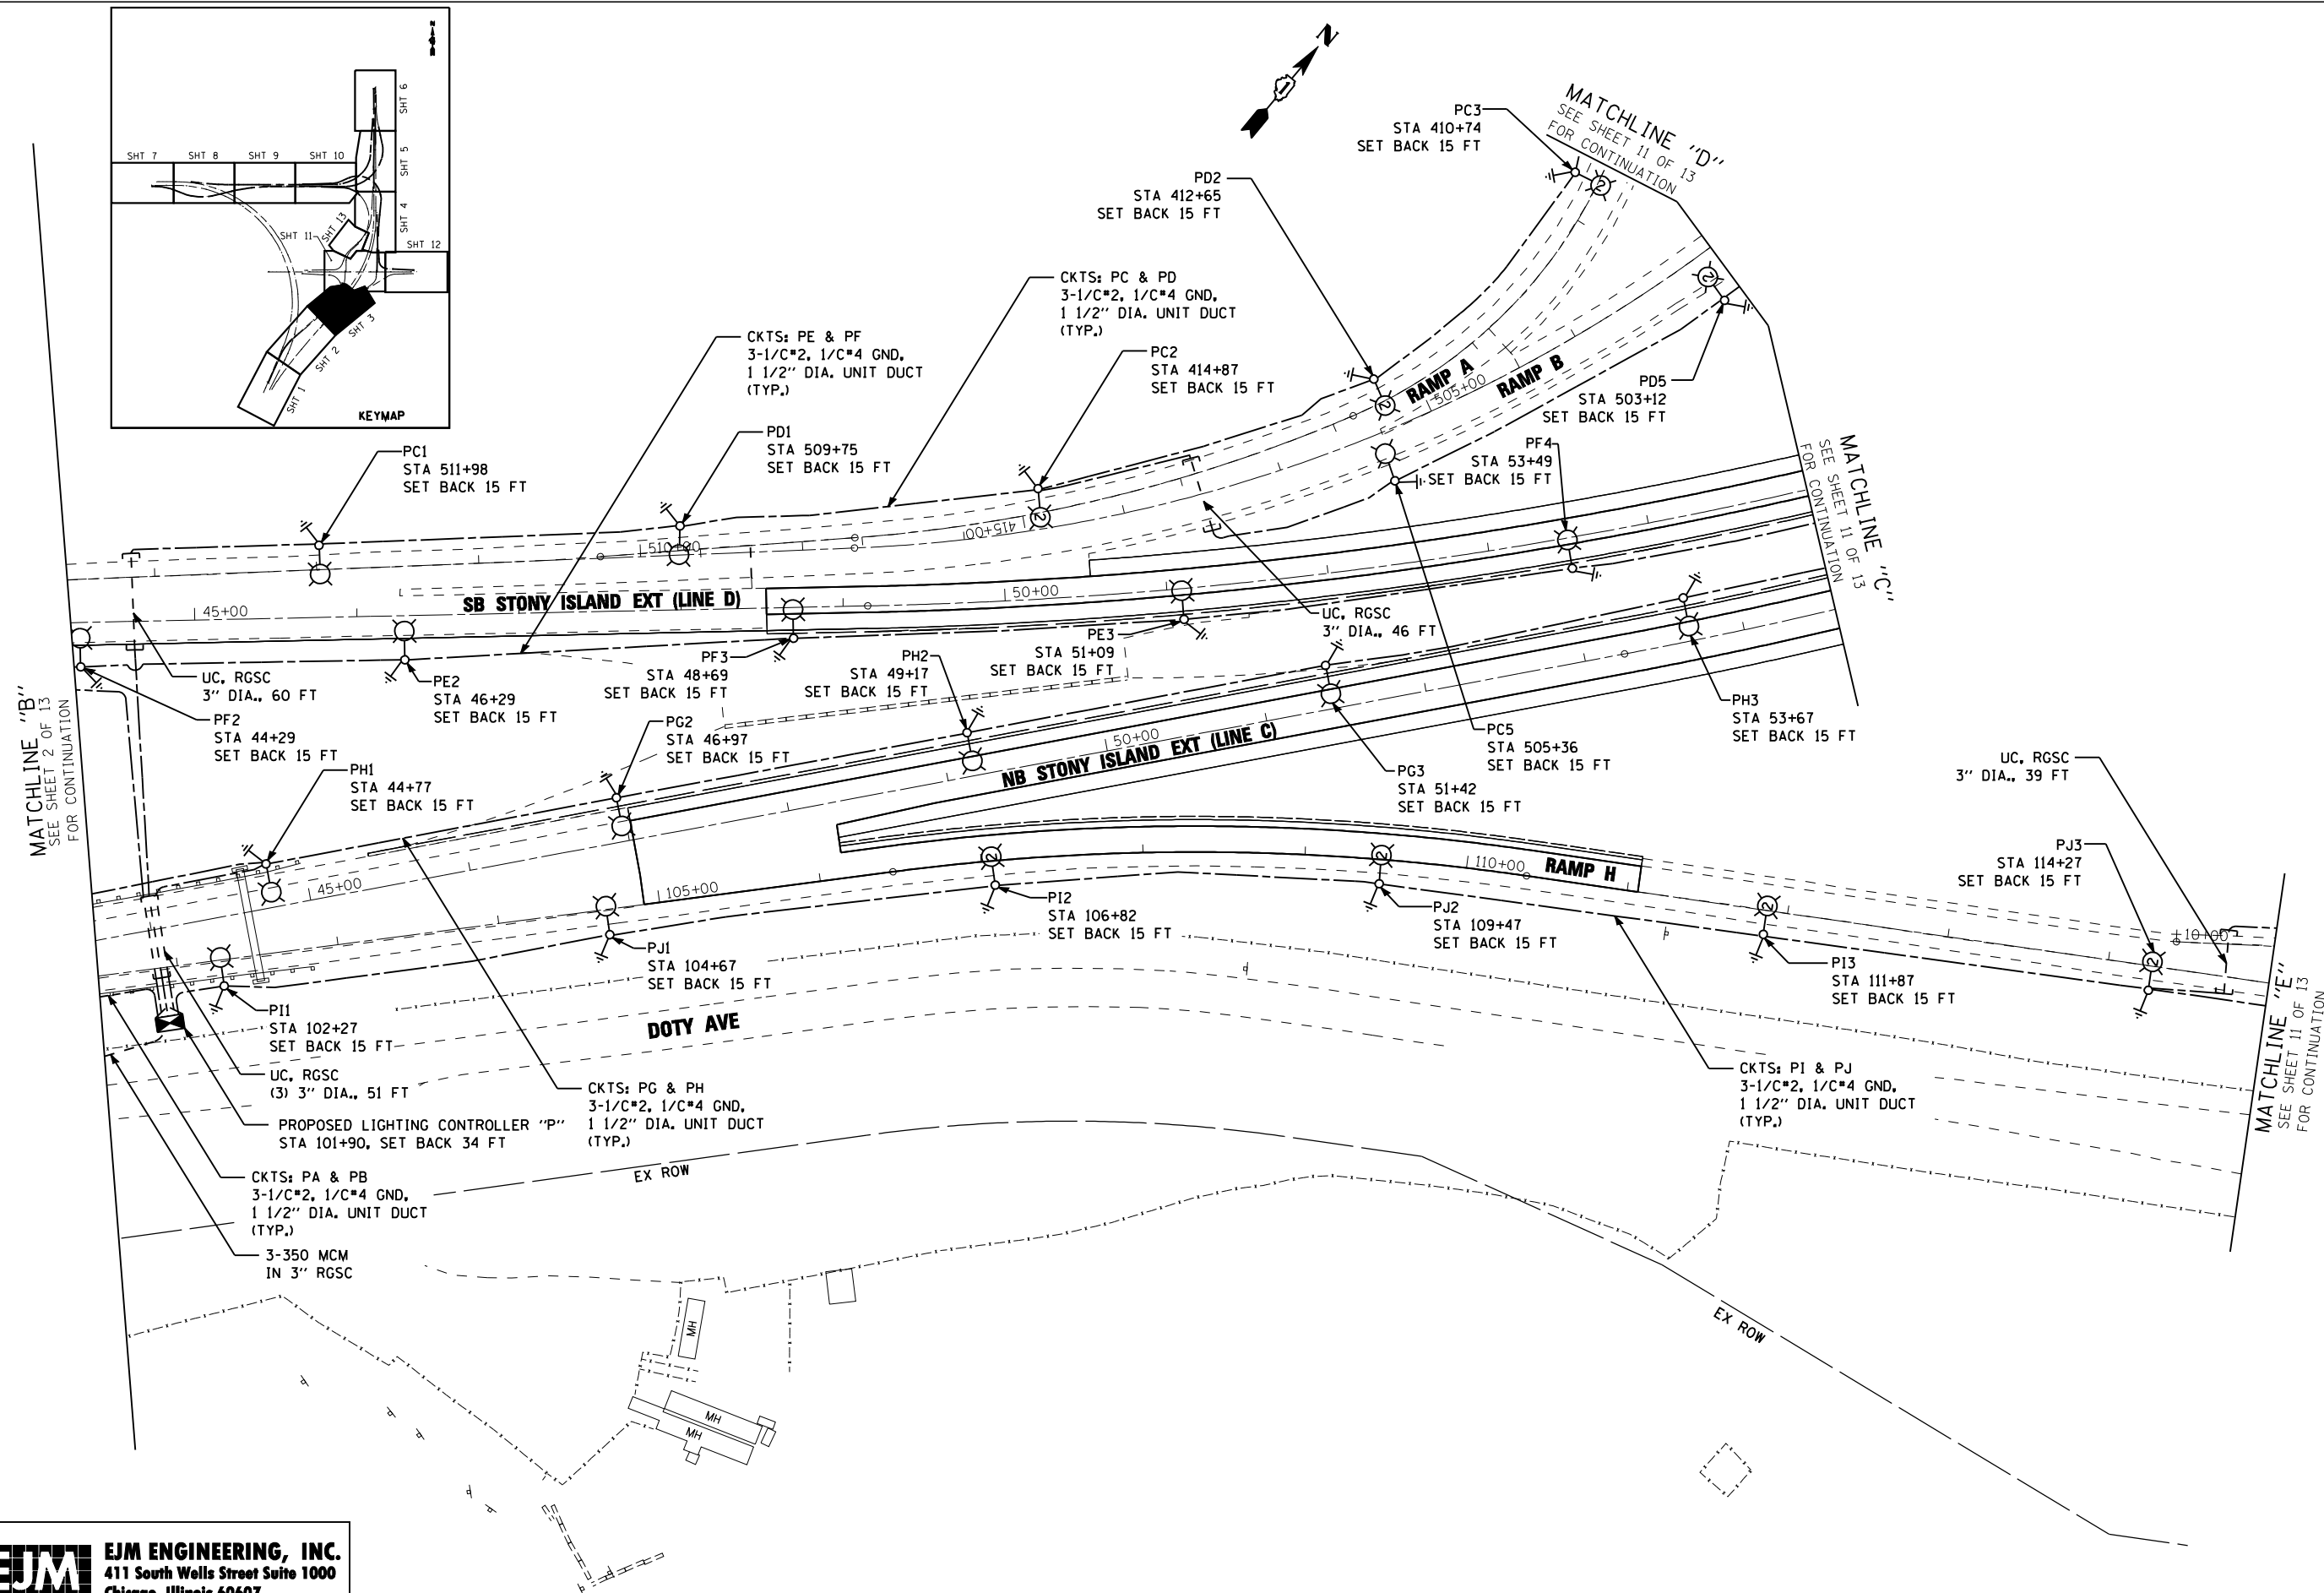 N
SHT 6
SHT 5
SHT 4
SHT 7
SHT 8
SHT 9
SHT 10
SHT 13
SHT 11
SHT 12
SHT 3
SHT 2
SHT 1
KEYMAP
N
MATCHLINE "D"
SEE SHEET 11 OF 13
FOR CONTINUATION
PC3
STA 410+74
SET BACK 15 FT
PD2
STA 412+65
SET BACK 15 FT
CKTS: PC & PD
3-1/C#2, 1/C#4 GND,
1 1/2" DIA. UNIT DUCT
(TYP.)
CKTS: PE & PF
3-1/C#2, 1/C#4 GND,
1 1/2" DIA. UNIT DUCT
(TYP.)
PC2
STA 414+87
SET BACK 15 FT
PD1
STA 509+75
SET BACK 15 FT
PC1
STA 511+98
SET BACK 15 FT
2
2
2
2
RAMP A
505+00
RAMP B
PD5
STA 503+12
SET BACK 15 FT
PF4
STA 53+49
SET BACK 15 FT
MATCHLINE "C"
SEE SHEET 11 OF 13
FOR CONTINUATION
510+00
415+00
45+00
SB STONY ISLAND EXT (LINE D)
50+00
UC, RGSC
3" DIA., 46 FT
UC, RGSC
3" DIA., 60 FT
PE2
STA 46+29
SET BACK 15 FT
PF3
STA 48+69
SET BACK 15 FT
PH2
STA 49+17
SET BACK 15 FT
PE3
STA 51+09
SET BACK 15 FT
PF2
STA 44+29
SET BACK 15 FT
PG2
STA 46+97
SET BACK 15 FT
PH3
STA 53+67
SET BACK 15 FT
PC5
STA 505+36
SET BACK 15 FT
MATCHLINE "B"
SEE SHEET 2 OF 13
FOR CONTINUATION
PH1
STA 44+77
SET BACK 15 FT
50+00
NB STONY ISLAND EXT (LINE C)
PG3
STA 51+42
SET BACK 15 FT
UC, RGSC
3" DIA., 39 FT
PJ3
STA 114+27
SET BACK 15 FT
45+00
105+00
2
2
110+00
RAMP H
2
2
10+00
PI2
STA 106+82
SET BACK 15 FT
PJ2
STA 109+47
SET BACK 15 FT
PJ1
STA 104+67
SET BACK 15 FT
PI3
STA 111+87
SET BACK 15 FT
PI1
STA 102+27
SET BACK 15 FT
DOTY AVE
UC, RGSC
(3) 3" DIA., 51 FT
CKTS: PG & PH
3-1/C#2, 1/C#4 GND,
1 1/2" DIA. UNIT DUCT
(TYP.)
CKTS: PI & PJ
3-1/C#2, 1/C#4 GND,
1 1/2" DIA. UNIT DUCT
(TYP.)
MATCHLINE "E"
SEE SHEET 11 OF 13
FOR CONTINUATION
PROPOSED LIGHTING CONTROLLER "P"
STA 101+90, SET BACK 34 FT
CKTS: PA & PB
3-1/C#2, 1/C#4 GND,
1 1/2" DIA. UNIT DUCT
(TYP.)
EX ROW
3-350 MCM
IN 3" RGSC
EX ROW
MH
MH
MH
EJM
EJM ENGINEERING, INC.
411 South Wells Street Suite 1000
Chicago, Illinois 60607